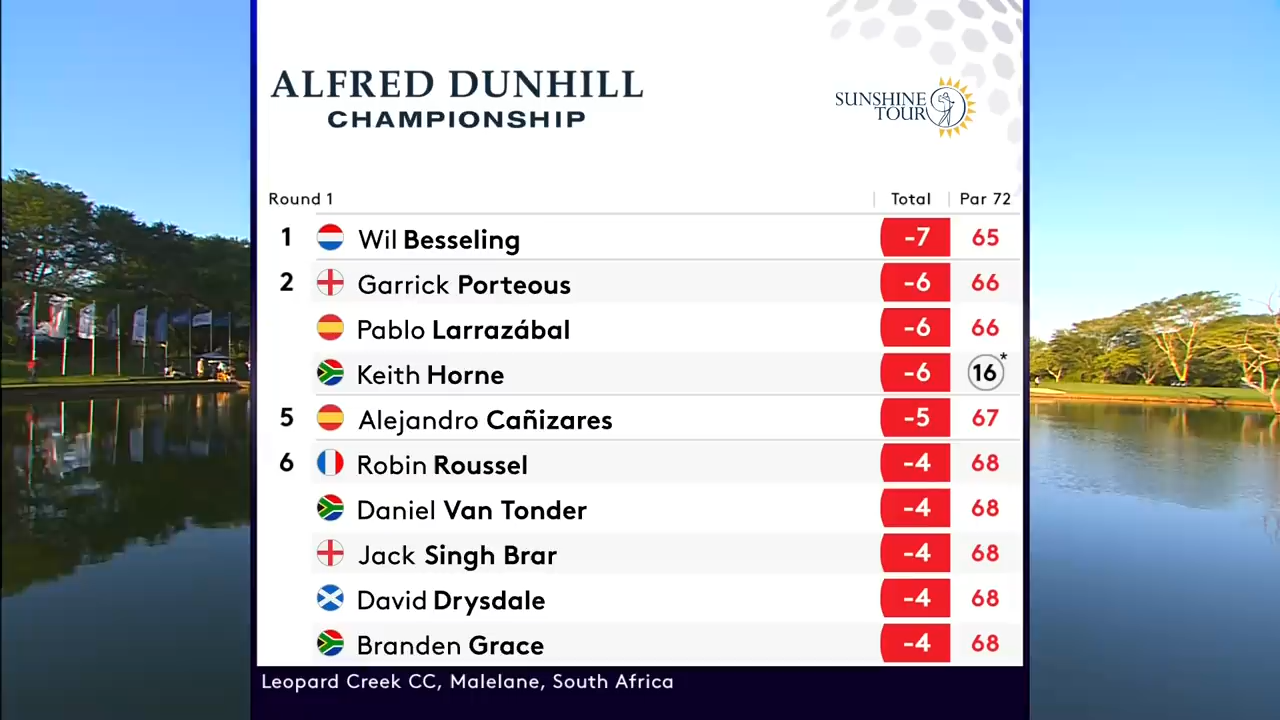 ALFRED DUNHILL
CHAMPIONSHIP
SUNSHINE
TOUR
Round 1 Total Par 72
1 Wil Besseling -7 65
2 Garrick Porteous -6 66
Pablo Larrazábal -6 66
Keith Horne -6 16*
5 Alejandro Cañizares -5 67
6 Robin Roussel -4 68
Daniel Van Tonder -4 68
Jack Singh Brar -4 68
David Drysdale -4 68
Branden Grace -4 68
Leopard Creek CC, Malelane, South Africa